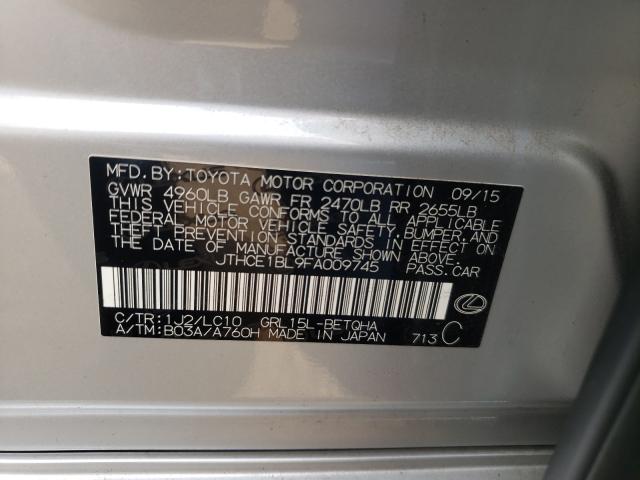 MFD. BY: TOYOTA MOTOR CORPORATION 09/15
GVWR 4960LB GAWR FR 2470LB RR 2655LB
THIS VEHICLE CONFORMS TO ALL APPLICABLE
FEDERAL MOTOR VEHICLE SAFETY, BUMPER, AND
THEFT PREVENTION STANDARDS IN EFFECT ON
THE DATE OF MANUFACTURE SHOWN ABOVE.
JTHCE1BL9FA009745 PASS. CAR
C/TR: 1J2/LC10 GRL15L-BETQHA
A/TM: B03A/A760H MADE IN JAPAN 713 C